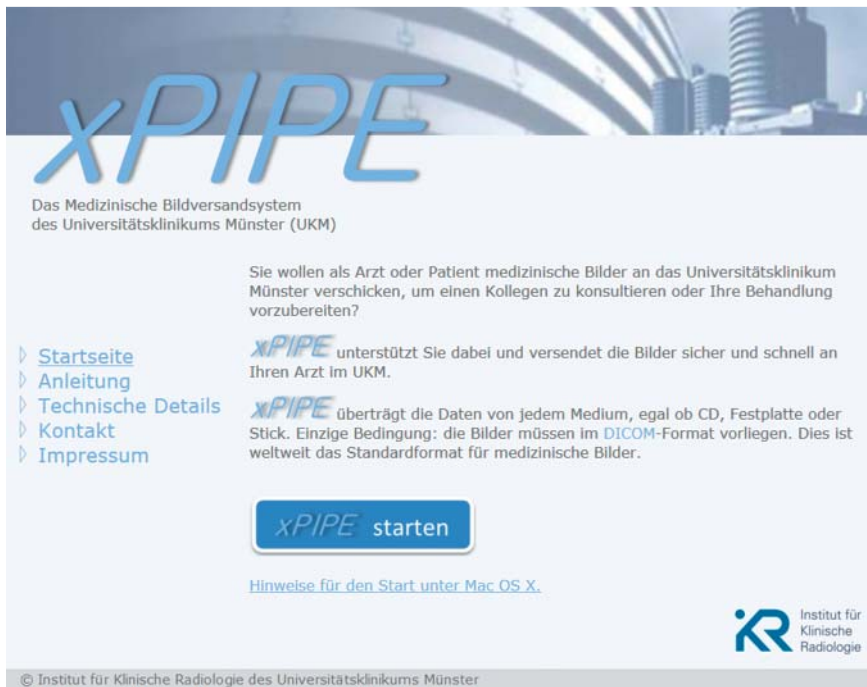 xPIPE
Das Medizinische Bildversandsystem
des Universitätsklinikums Münster (UKM)
Startseite
Anleitung
Technische Details
Kontakt
Impressum
Sie wollen als Arzt oder Patient medizinische Bilder an das Universitätsklinikum
Münster verschicken, um einen Kollegen zu konsultieren oder Ihre Behandlung
vorzubereiten?
xPIPE unterstützt Sie dabei und versendet die Bilder sicher und schnell an
Ihren Arzt im UKM.
xPIPE überträgt die Daten von jedem Medium, egal ob CD, Festplatte oder
Stick. Einzige Bedingung: die Bilder müssen im DICOM-Format vorliegen. Dies ist
weltweit das Standardformat für medizinische Bilder.
xPIPE starten
Hinweise für den Start unter Mac OS X.
iKR
Institut für
Klinische
Radiologie
© Institut für Klinische Radiologie des Universitätsklinikums Münster